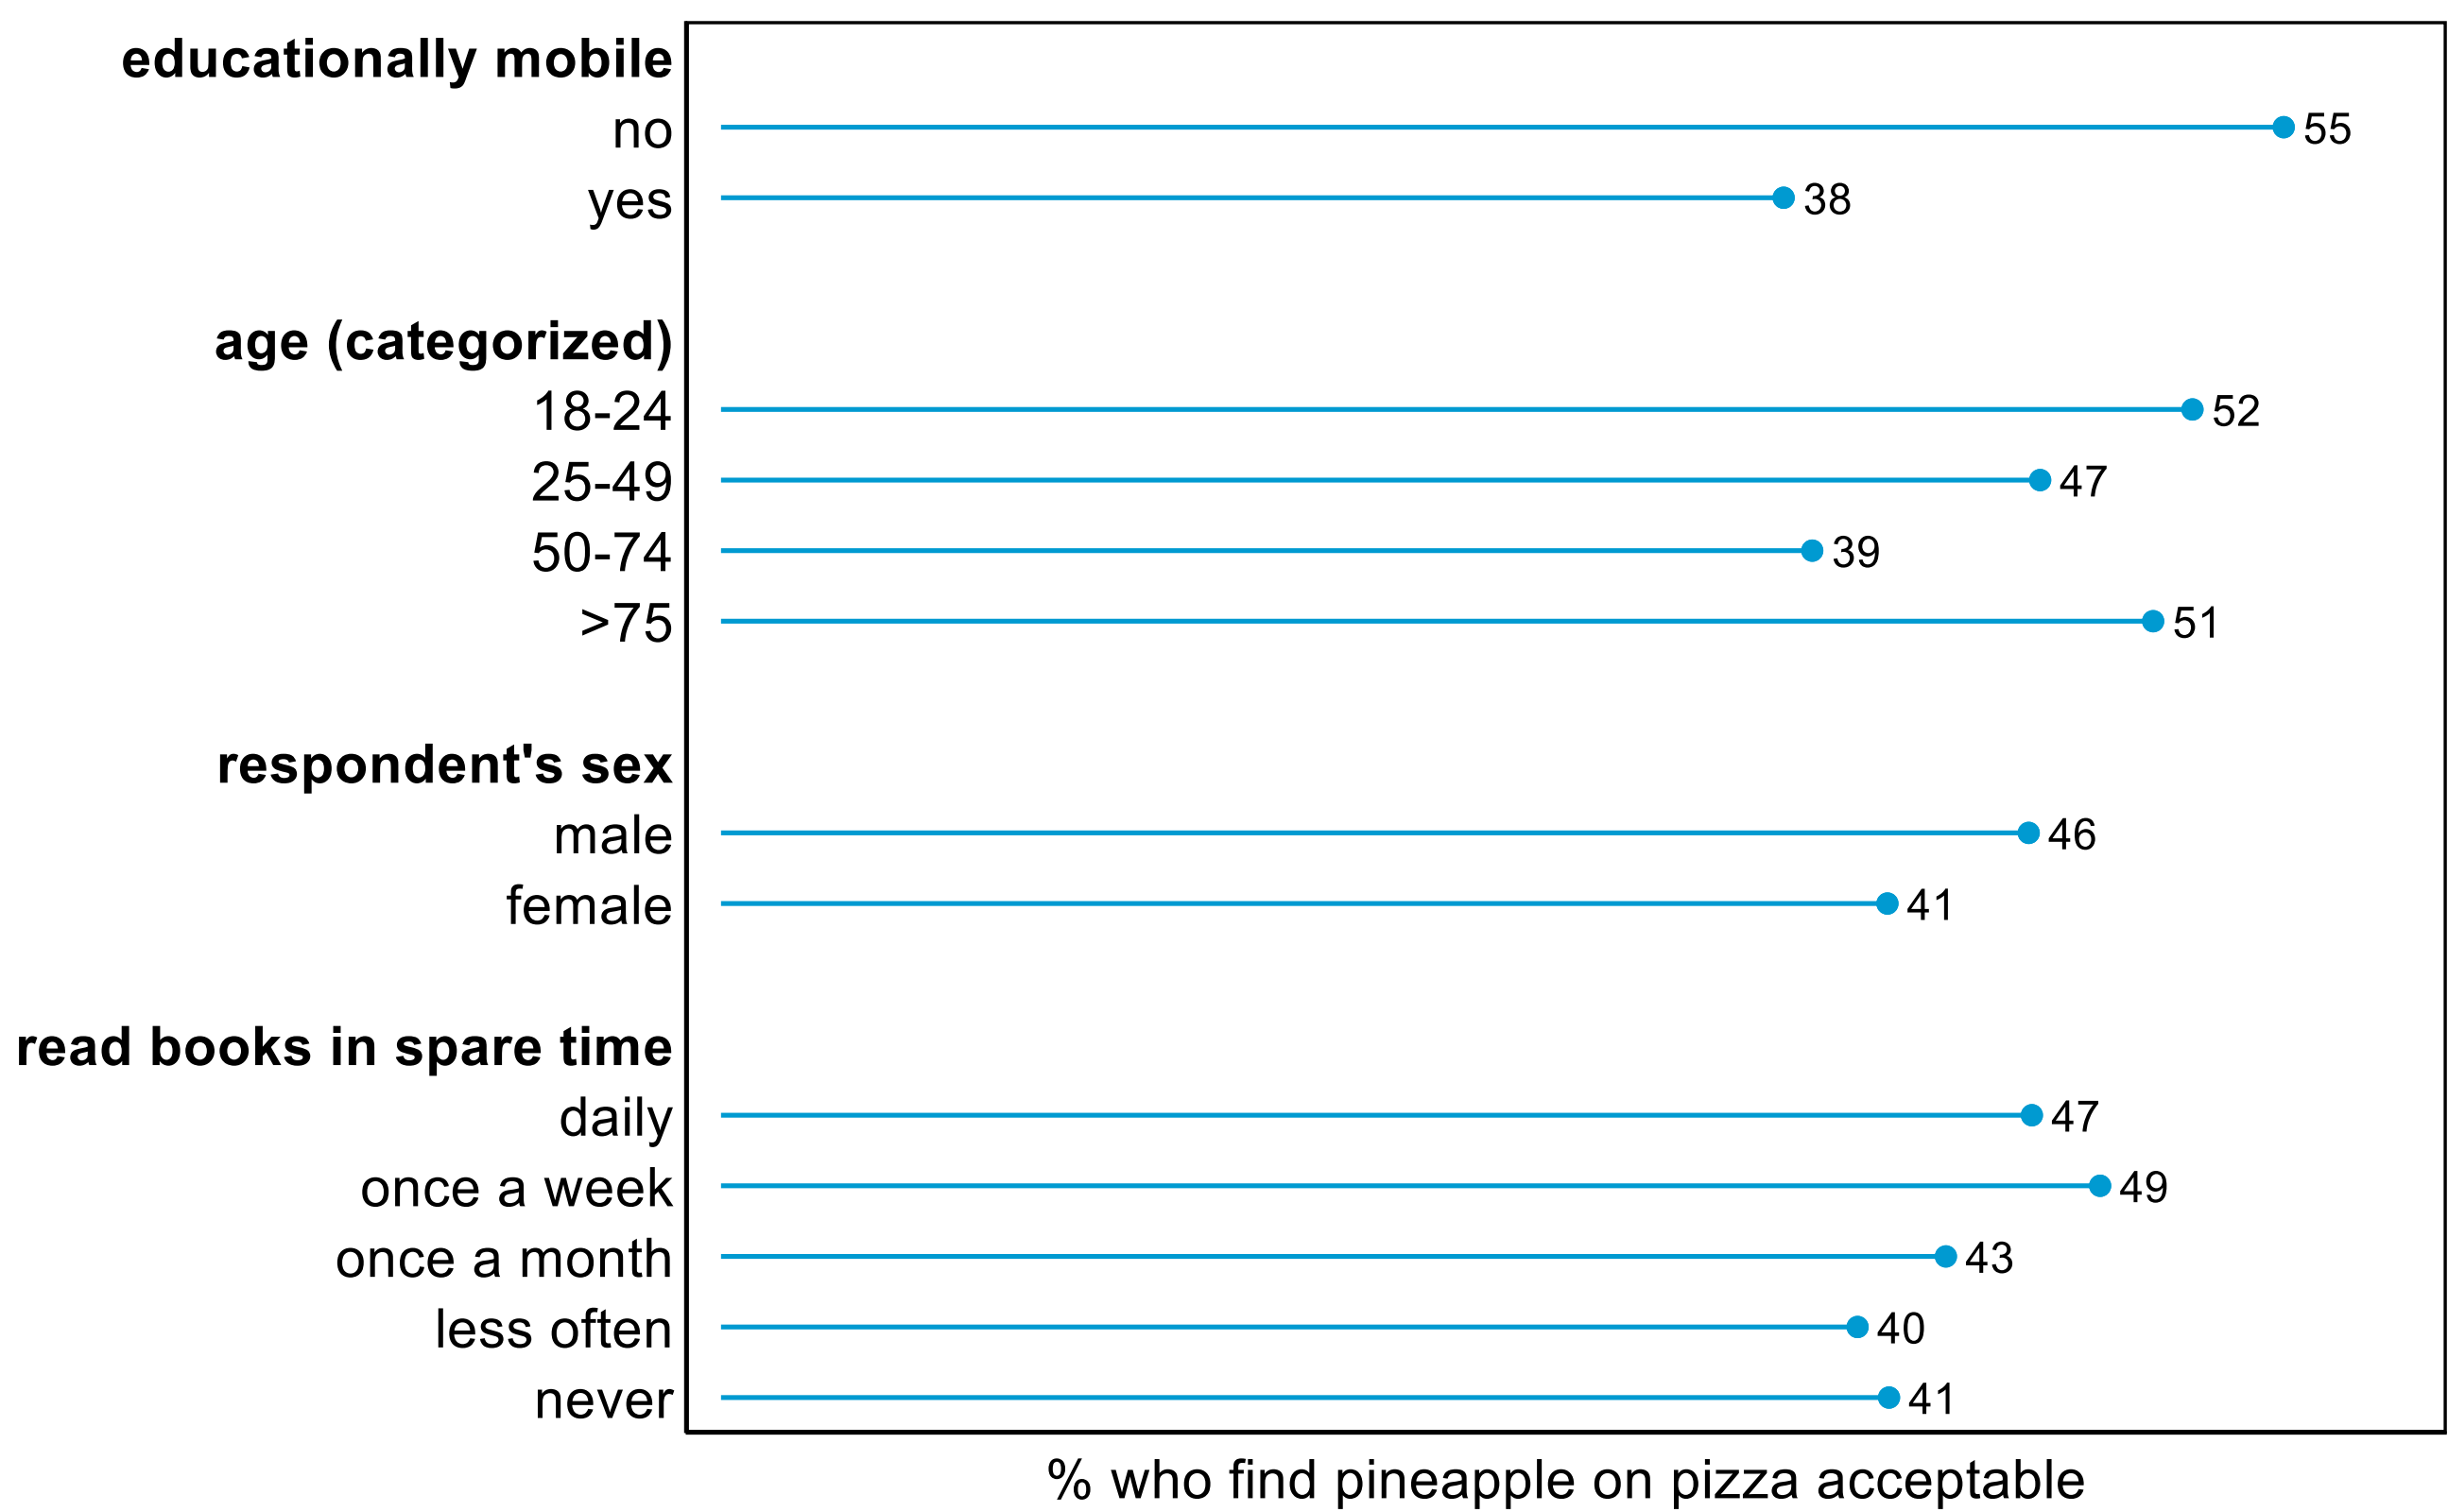 educationally mobile
no 55
yes 38
age (categorized)
18-24 52
25-49 47
50-74 39
>75 51
respondent's sex
male 46
female 41
read books in spare time
daily 47
once a week 49
once a month 43
less often 40
never 41
% who find pineapple on pizza acceptable